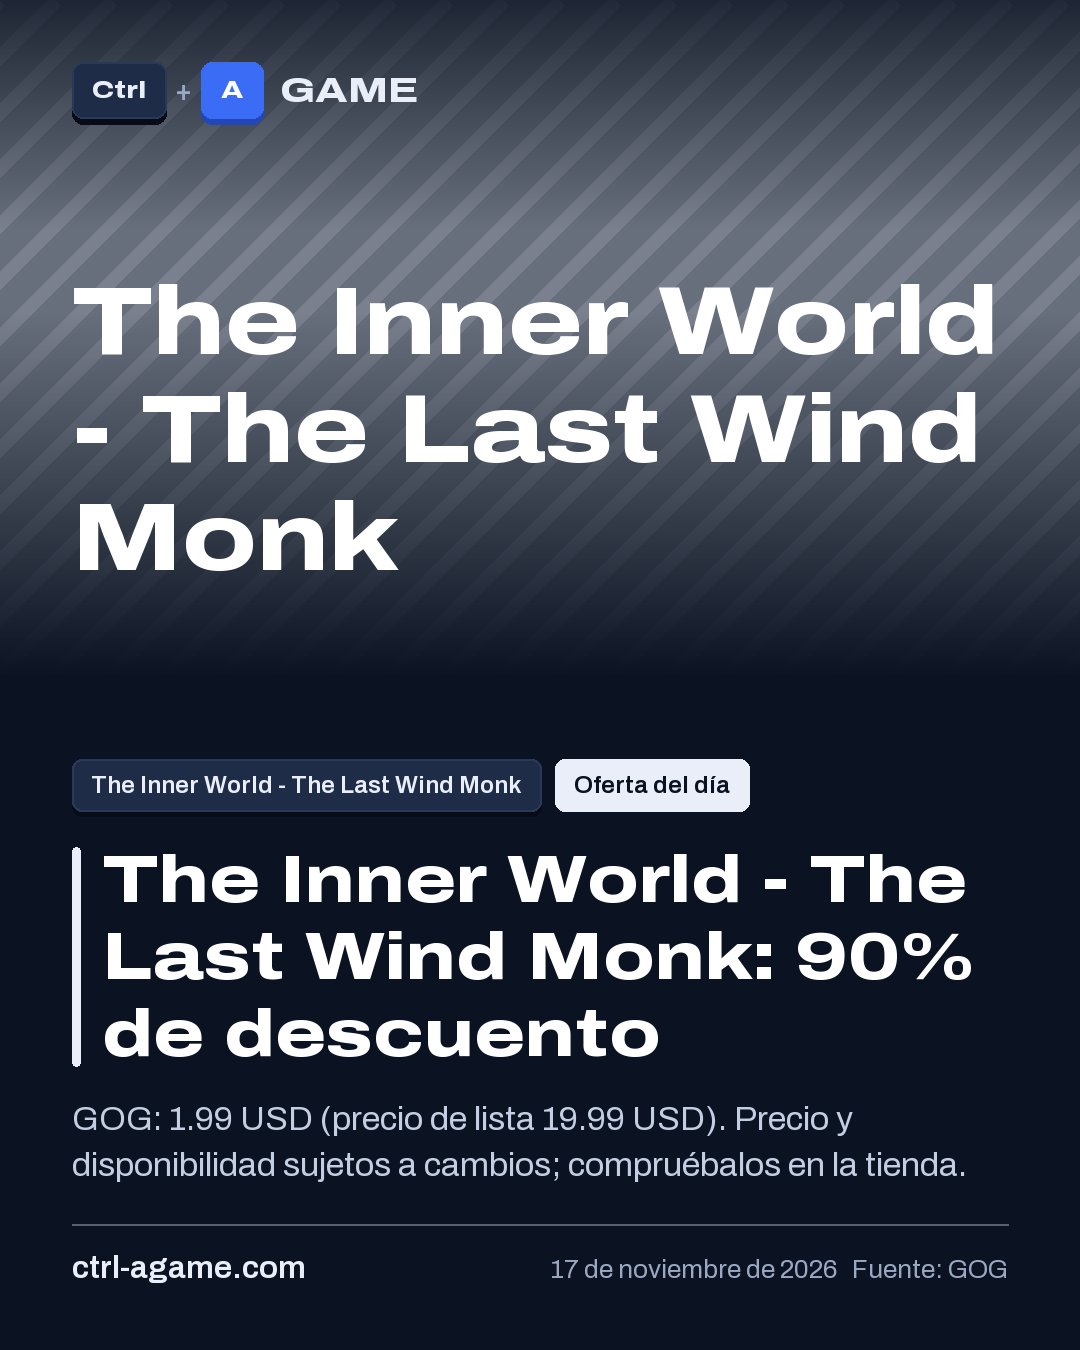 Ctrl + A GAME
The Inner World
- The Last Wind
Monk
The Inner World - The Last Wind Monk
Oferta del día
The Inner World - The
Last Wind Monk: 90%
de descuento
GOG: 1.99 USD (precio de lista 19.99 USD). Precio y
disponibilidad sujetos a cambios; compruébalos en la tienda.
ctrl-agame.com
17 de noviembre de 2026 Fuente: GOG